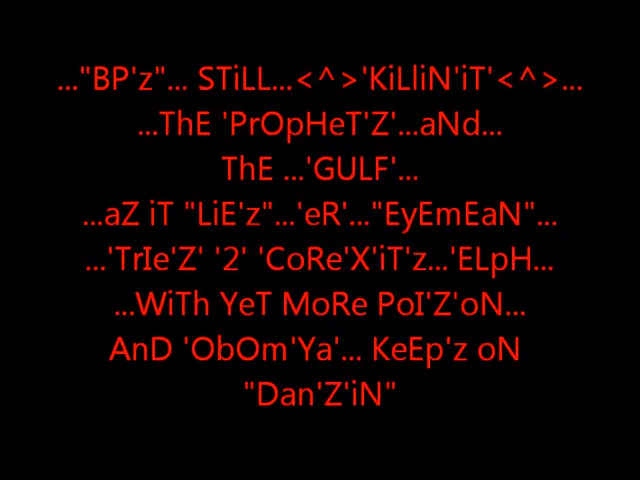 ..."BP'z"... STiLL...<^>'KiLliN'iT'<^>...
...ThE 'PrOpHeT'Z'...aNd...
ThE ...'GULF'...
...aZ iT "LiE'z"...'eR'..."EyEmEaN"...
...'TrIe'Z' '2' 'CoRe'X'iT'z...'ELpH...
...WiTh YeT MoRe PoI'Z'oN...
AnD 'ObOm'Ya'... KeEp'z oN
"Dan'Z'iN"